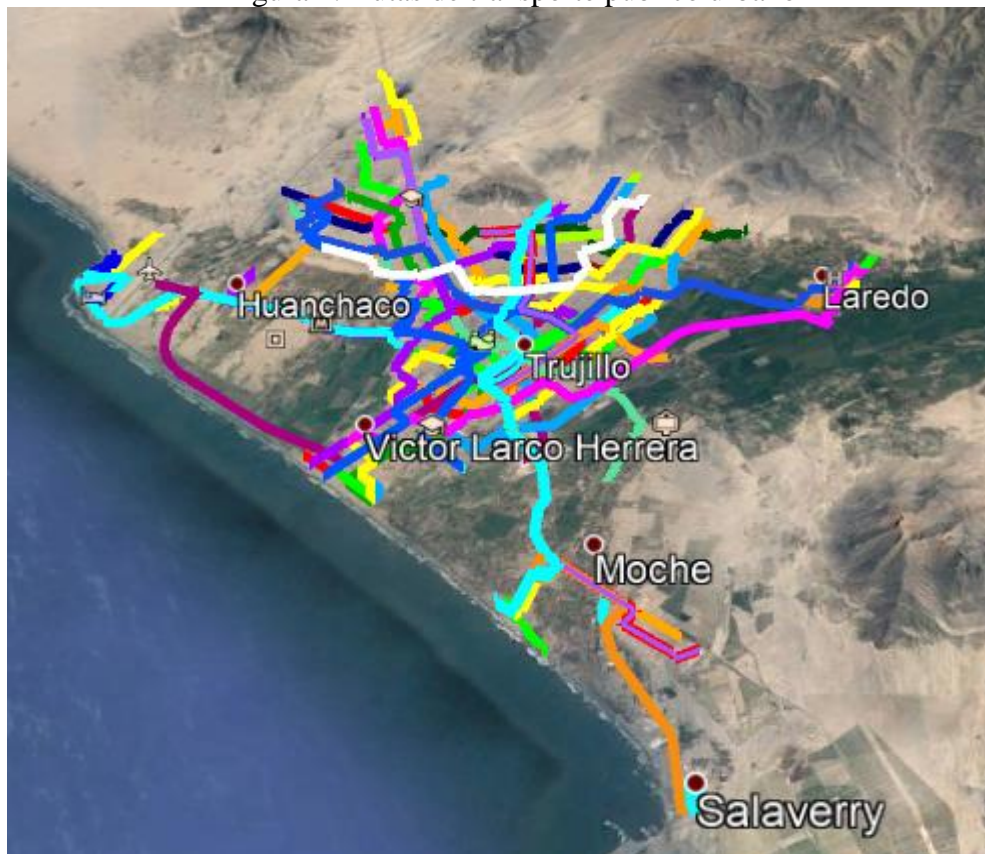 Huanchaco
Laredo
Trujillo
Victor Larco Herrera
Moche
Salaverry